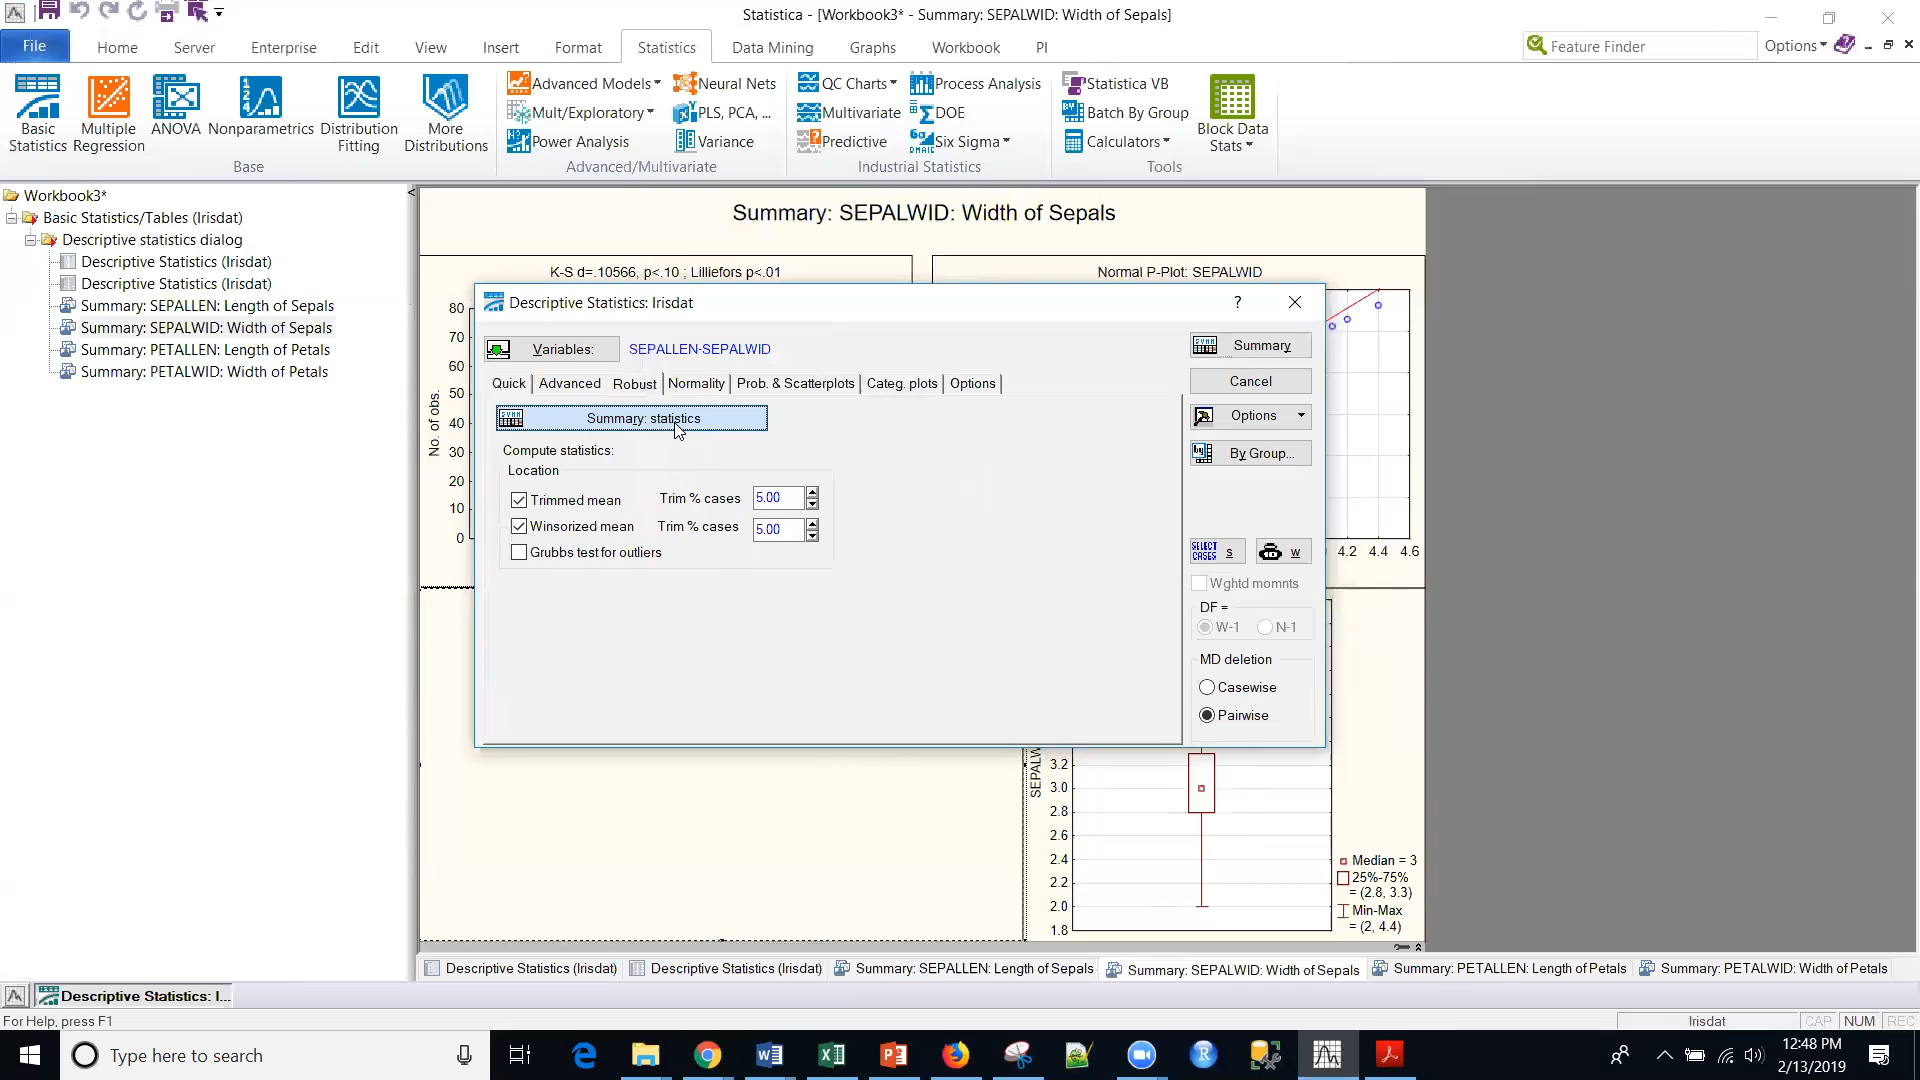 Statistica - [Workbook3* - Summary: SEPALWID: Width of Sepals]
File Home Server Enterprise Edit View Insert Format Statistics Data Mining Graphs Workbook PI
Feature Finder Options
Basic Statistics
Multiple Regression
ANOVA
Nonparametrics
Distribution Fitting
More Distributions
Base
Advanced Models
Mult/Exploratory
Power Analysis
Neural Nets
PLS, PCA, ...
Variance
Advanced/Multivariate
QC Charts
Multivariate
Predictive
Process Analysis
DOE
Six Sigma
Industrial Statistics
Statistica VB
Batch By Group
Calculators
Block Data Stats
Tools
Workbook3*
Basic Statistics/Tables (Irisdat)
Descriptive statistics dialog
Descriptive Statistics (Irisdat)
Descriptive Statistics (Irisdat)
Summary: SEPALLEN: Length of Sepals
Summary: SEPALWID: Width of Sepals
Summary: PETALLEN: Length of Petals
Summary: PETALWID: Width of Petals
Summary: SEPALWID: Width of Sepals
K-S d=.10566, p<.10 ; Lilliefors p<.01
Normal P-Plot: SEPALWID
No. of obs.
80
70
60
50
40
30
20
10
0
4.2 4.4 4.6
Descriptive Statistics: Irisdat
?
Variables: SEPALLEN-SEPALWID
Quick Advanced Robust Normality Prob. & Scatterplots Categ. plots Options
Summary: statistics
Compute statistics:
Location
Trimmed mean Trim % cases 5.00
Winsorized mean Trim % cases 5.00
Grubbs test for outliers
Summary
Cancel
Options
By Group...
SELECT CASES s w
Wghtd momnts
DF =
W-1 N-1
MD deletion
Casewise
Pairwise
SEPALW
3.2
3.0
2.8
2.6
2.4
2.2
2.0
1.8
Median = 3
25%-75%
= (2.8, 3.3)
Min-Max
= (2, 4.4)
Descriptive Statistics (Irisdat) Descriptive Statistics (Irisdat) Summary: SEPALLEN: Length of Sepals Summary: SEPALWID: Width of Sepals Summary: PETALLEN: Length of Petals Summary: PETALWID: Width of Petals
Descriptive Statistics: I...
For Help, press F1
Irisdat CAP NUM REC
Type here to search
12:48 PM
2/13/2019